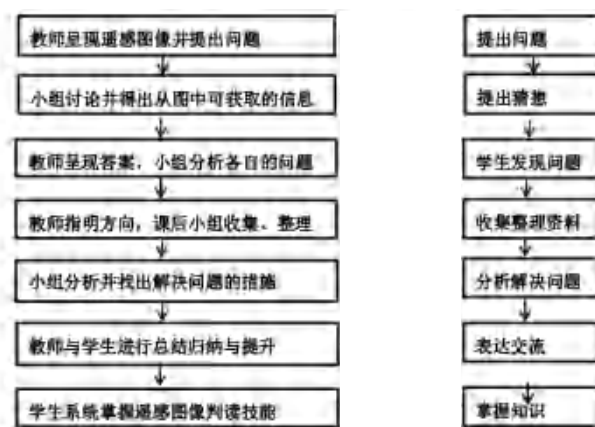 教师呈现遥感图像并提出问题
小组讨论并得出从图中可获取的信息
教师呈现答案，小组分析各自的问题
教师指明方向，课后小组收集、整理
小组分析并找出解决问题的措施
教师与学生进行总结归纳与提升
学生系统掌握遥感图像判读技能
提出问题
提出猜想
学生发现问题
收集整理资料
分析解决问题
表达交流
掌握知识